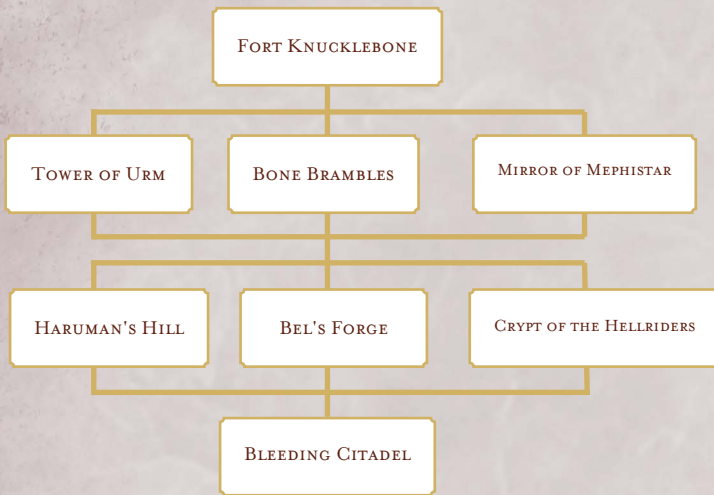 Fort Knucklebone
Tower of Urm
Bone Brambles
Mirror of Mephistar
Haruman's Hill
Bel's Forge
Crypt of the Hellriders
Bleeding Citadel